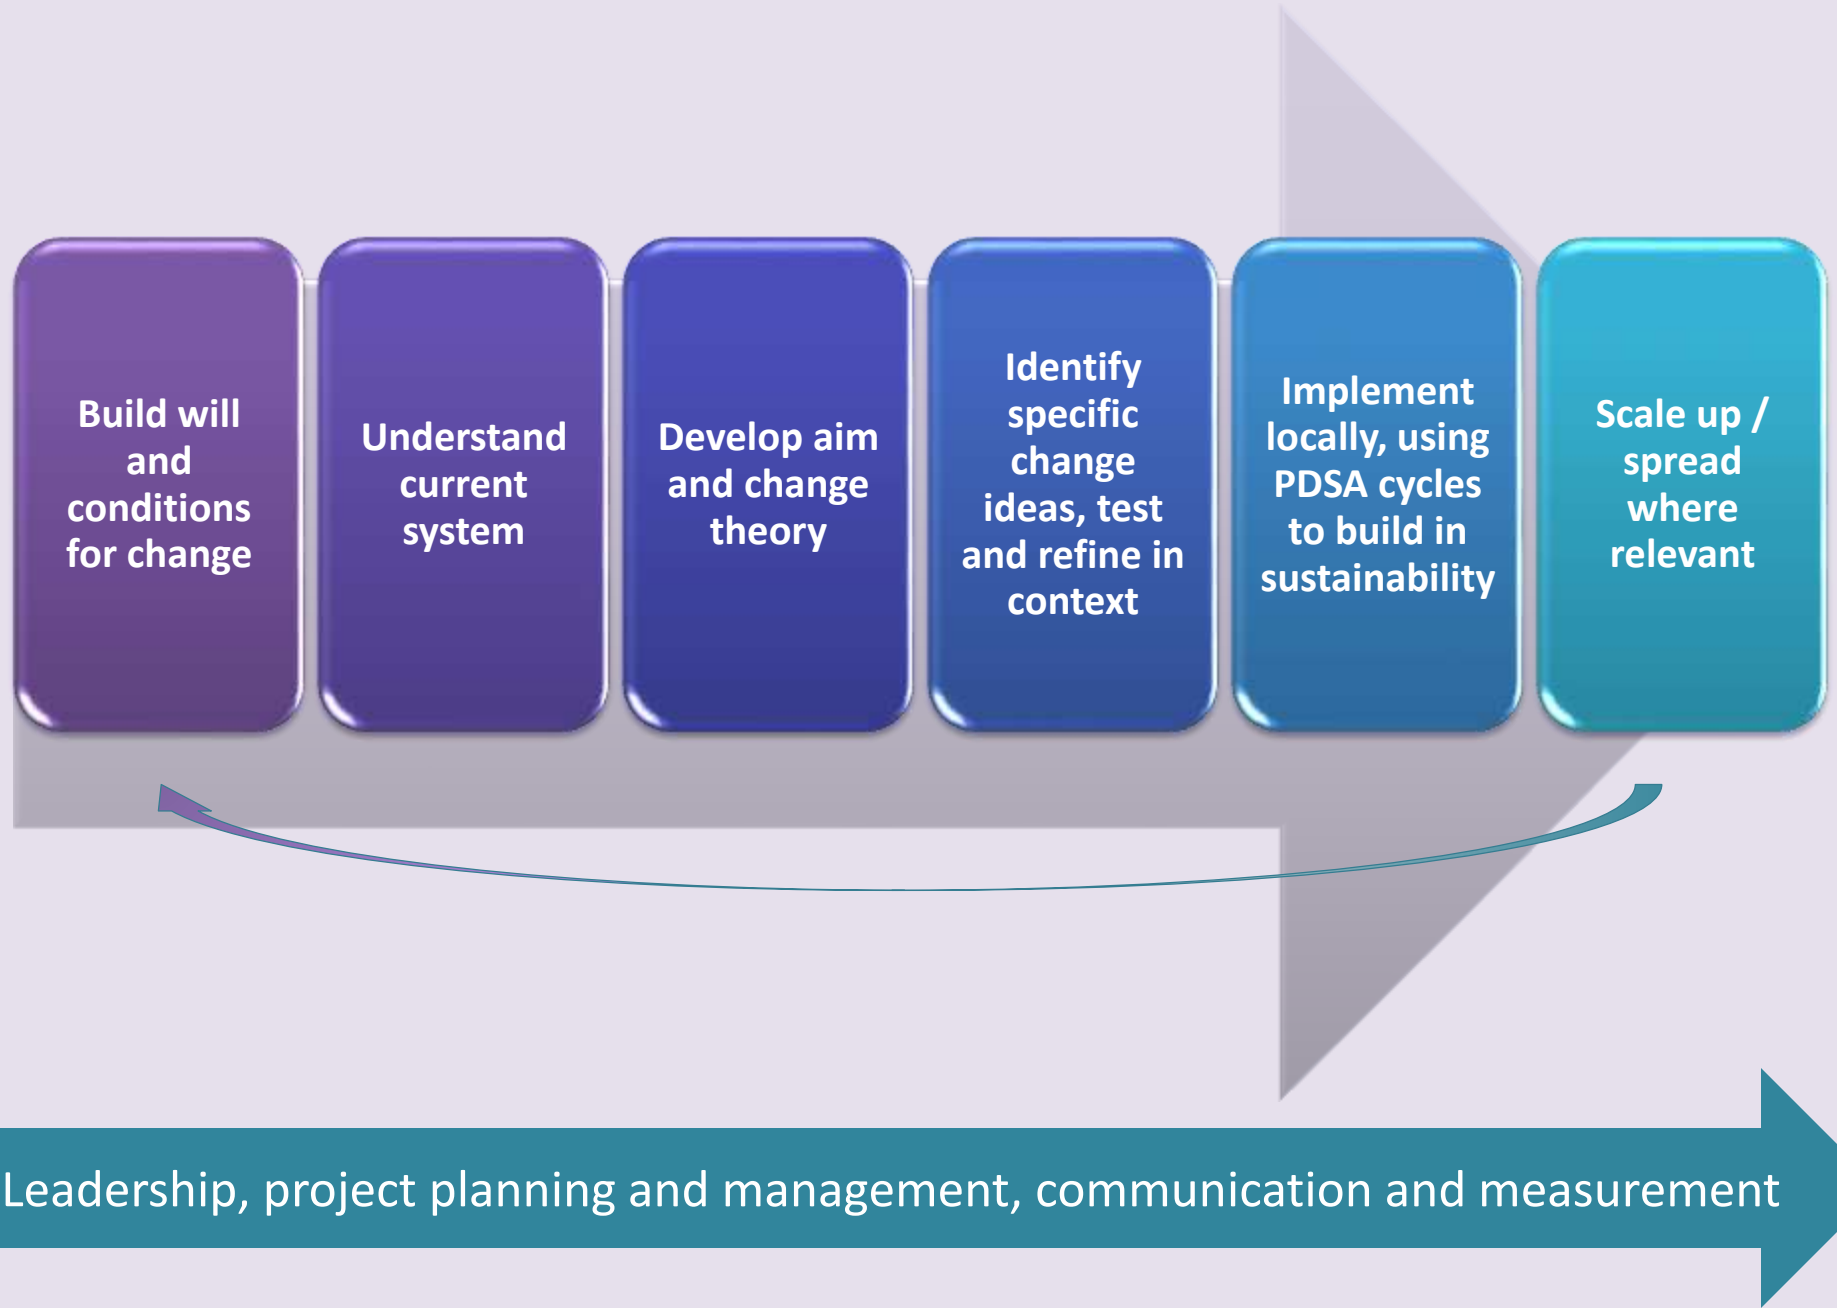 Build will
and
conditions
for change
Understand
current
system
Develop aim
and change
theory
Identify
specific
change
ideas, test
and refine in
context
Implement
locally, using
PDSA cycles
to build in
sustainability
Scale up /
spread
where
relevant
Leadership, project planning and management, communication and measurement